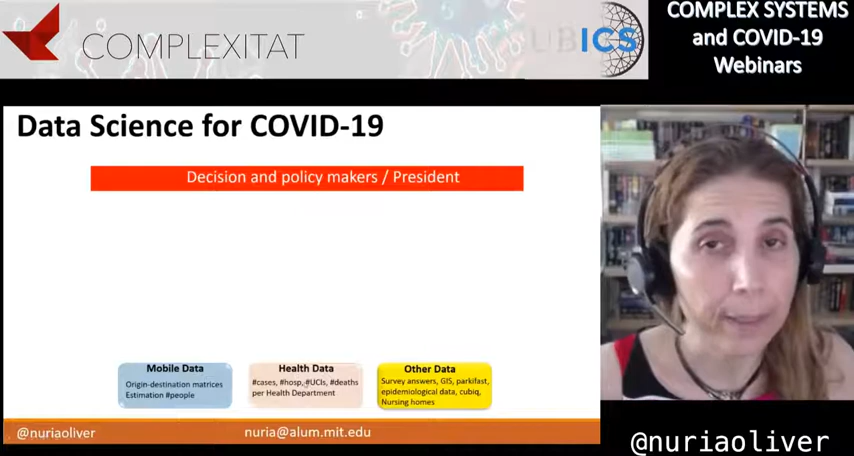 COMPLEXITAT
UBICS
COMPLEX SYSTEMS
and COVID-19
Webinars
Data Science for COVID-19
Decision and policy makers / President
Mobile Data
Origin-destination matrices
Estimation #people
Health Data
#cases, #hosp, #UCIs, #deaths
per Health Department
Other Data
Survey answers, GIS, parkifast,
epidemiological data, cubiq,
Nursing homes
@nuriaoliver
nuria@alum.mit.edu
@nuriaoliver